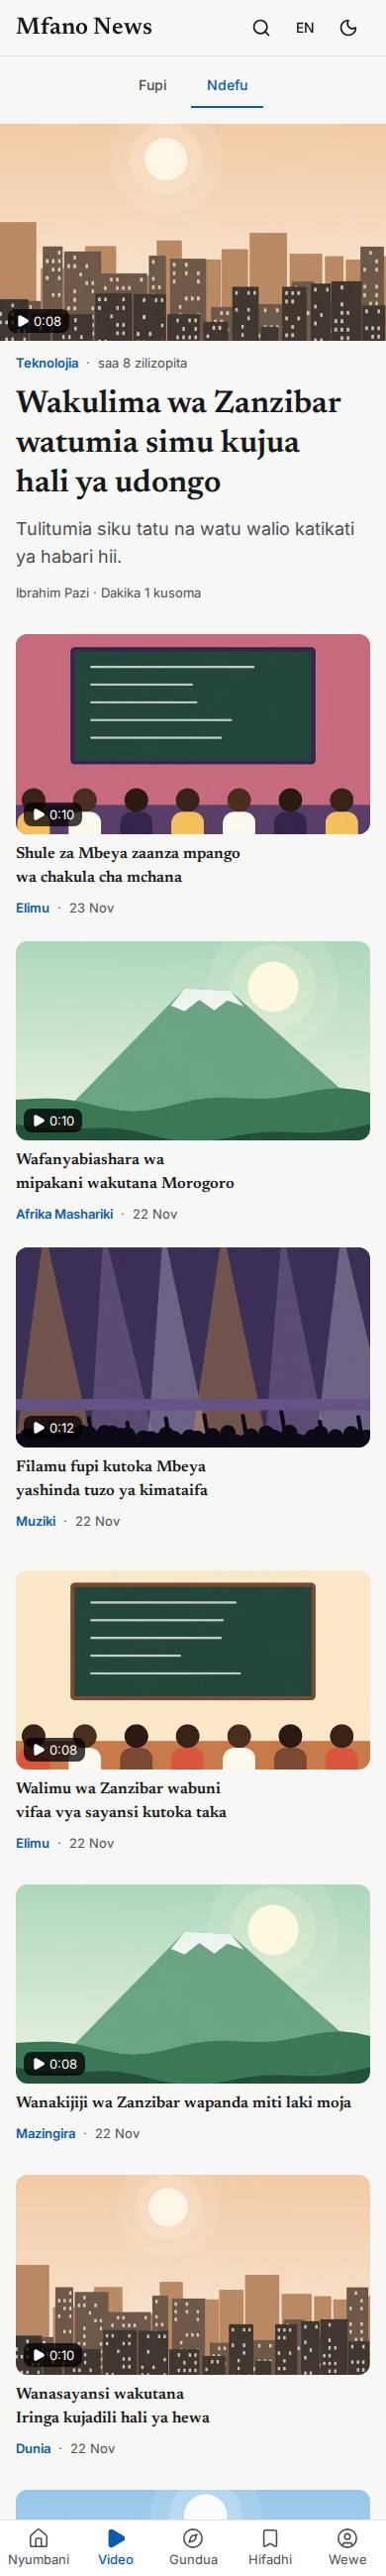 Mfano News
EN
Fupi
Ndefu
0:08
Teknolojia · saa 8 zilizopita
Wakulima wa Zanzibar
watumia simu kujua
hali ya udongo
Tulitumia siku tatu na watu walio katikati
ya habari hii.
Ibrahim Pazi · Dakika 1 kusoma
0:10
Shule za Mbeya zaanza mpango
wa chakula cha mchana
Elimu · 23 Nov
0:10
Wafanyabiashara wa
mipakani wakutana Morogoro
Afrika Mashariki · 22 Nov
0:12
Filamu fupi kutoka Mbeya
yashinda tuzo ya kimataifa
Muziki · 22 Nov
0:08
Walimu wa Zanzibar wabuni
vifaa vya sayansi kutoka taka
Elimu · 22 Nov
0:08
Wanakijiji wa Zanzibar wapanda miti laki moja
Mazingira · 22 Nov
0:10
Wanasayansi wakutana
Iringa kujadili hali ya hewa
Dunia · 22 Nov
Nyumbani
Video
Gundua
Hifadhi
Wewe